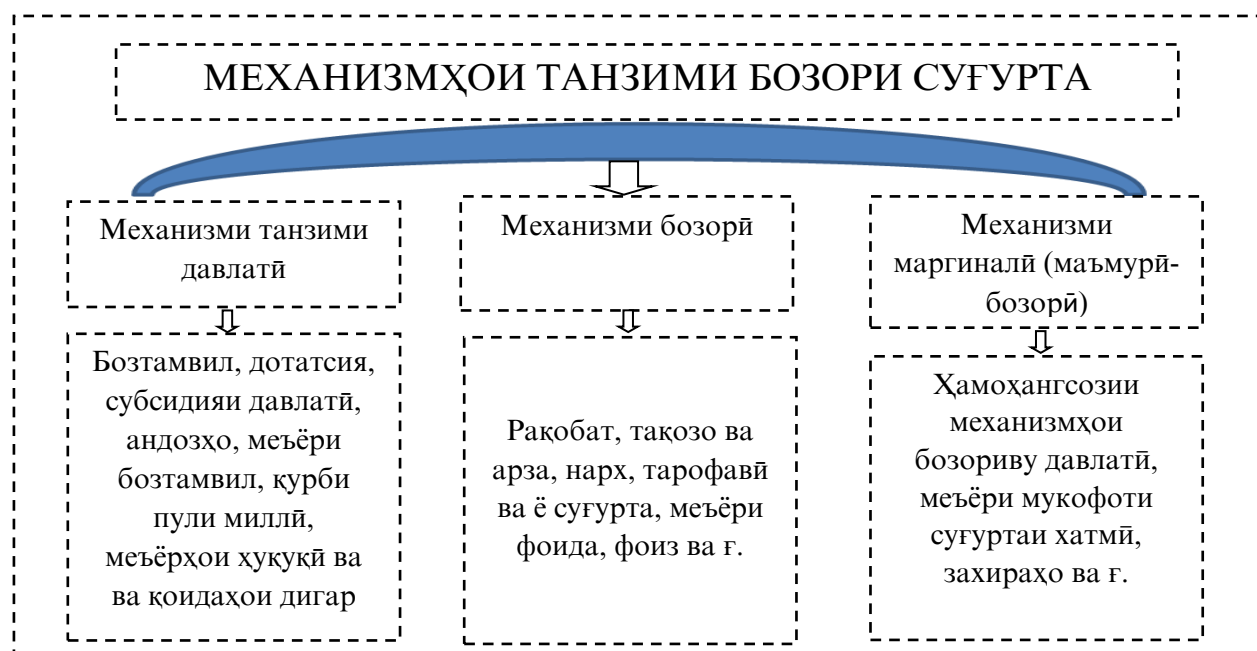 МЕХАНИЗМҲОИ ТАНЗИМИ БОЗОРИ СУҒУРТА
Механизми танзими
давлатӣ
Механизми бозорӣ
Механизми
маргиналӣ (маъмурӣ-
бозорӣ)
Бозтамвил, дотатсия,
субсидияи давлатӣ,
андозҳо, меъёри
бозтамвил, қурби
пули миллӣ,
меъёрҳои ҳуқуқӣ ва
ва қоидаҳои дигар
Рақобат, тақозо ва
арза, нарх, тарофавӣ
ва ё суғурта, меъёри
фоида, фоиз ва ғ.
Ҳамоҳангсозии
механизмҳои
бозориву давлатӣ,
меъёри мукофоти
суғуртаи хатмӣ,
захираҳо ва ғ.